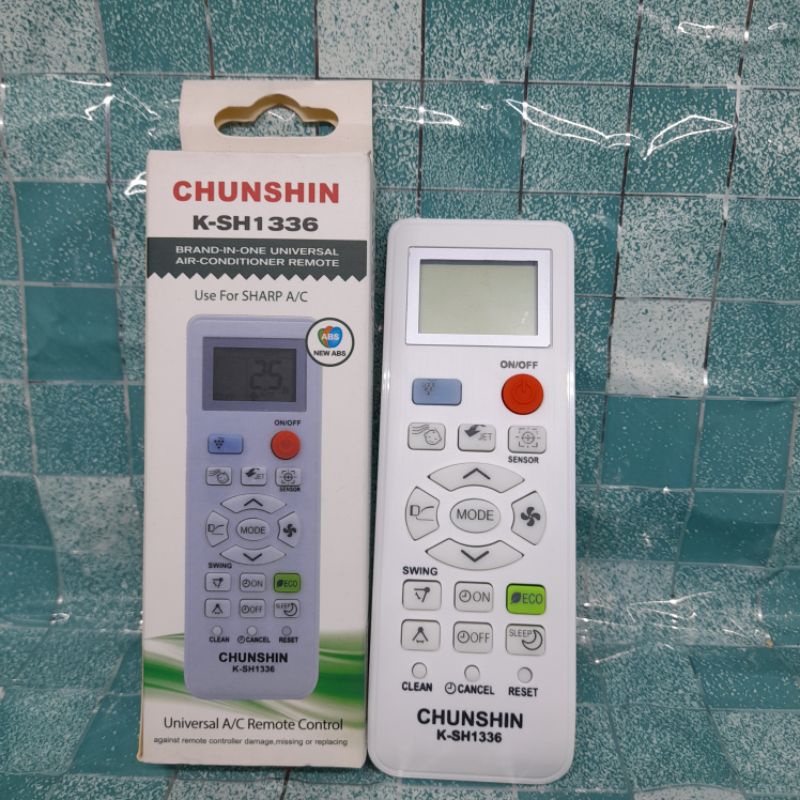 CHUNSHIN
K-SH1336
BRAND-IN-ONE UNIVERSAL
AIR-CONDITIONER REMOTE
Use For SHARP A/C
ABS
NEW ABS
25
ON/OFF
JET
SENSOR
MODE
SWING
ON
ECO
OFF
SLEEP
CLEAN
CANCEL
RESET
CHUNSHIN
K-SH1336
Universal A/C Remote Control
against remote controller damage,missing or replacing
ON/OFF
JET
SENSOR
MODE
SWING
ON
ECO
OFF
SLEEP
CLEAN
CANCEL
RESET
CHUNSHIN
K-SH1336